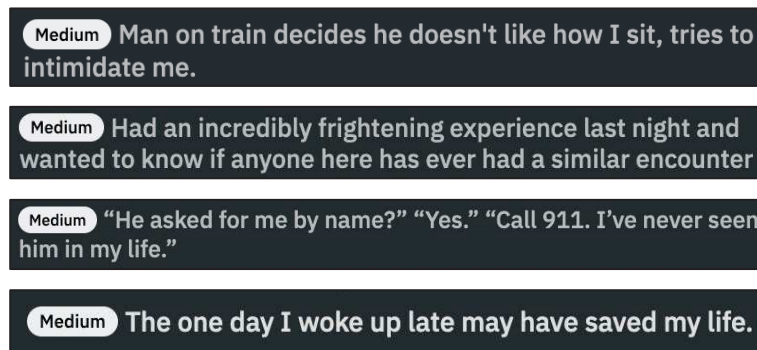 Medium Man on train decides he doesn't like how I sit, tries to
intimidate me.
Medium Had an incredibly frightening experience last night and
wanted to know if anyone here has ever had a similar encounter
Medium “He asked for me by name?” “Yes.” “Call 911. I’ve never seen
him in my life.”
Medium The one day I woke up late may have saved my life.